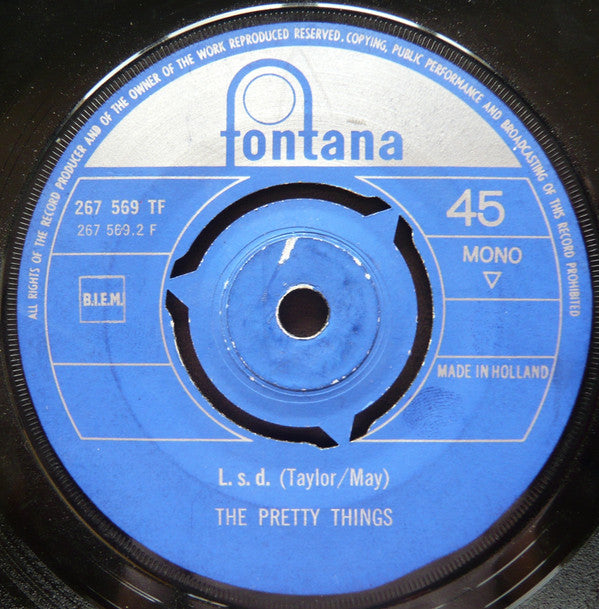 ALL RIGHTS OF THE RECORD PRODUCER AND OF THE OWNER OF THE WORK REPRODUCED RESERVED. COPYING, PUBLIC PERFORMANCE AND BROADCASTING OF THIS RECORD PROHIBITED
fontana
267 569 TF
267 569.2 F
45
MONO
B.I.E.M.
MADE IN HOLLAND
L. s. d. (Taylor/May)
THE PRETTY THINGS